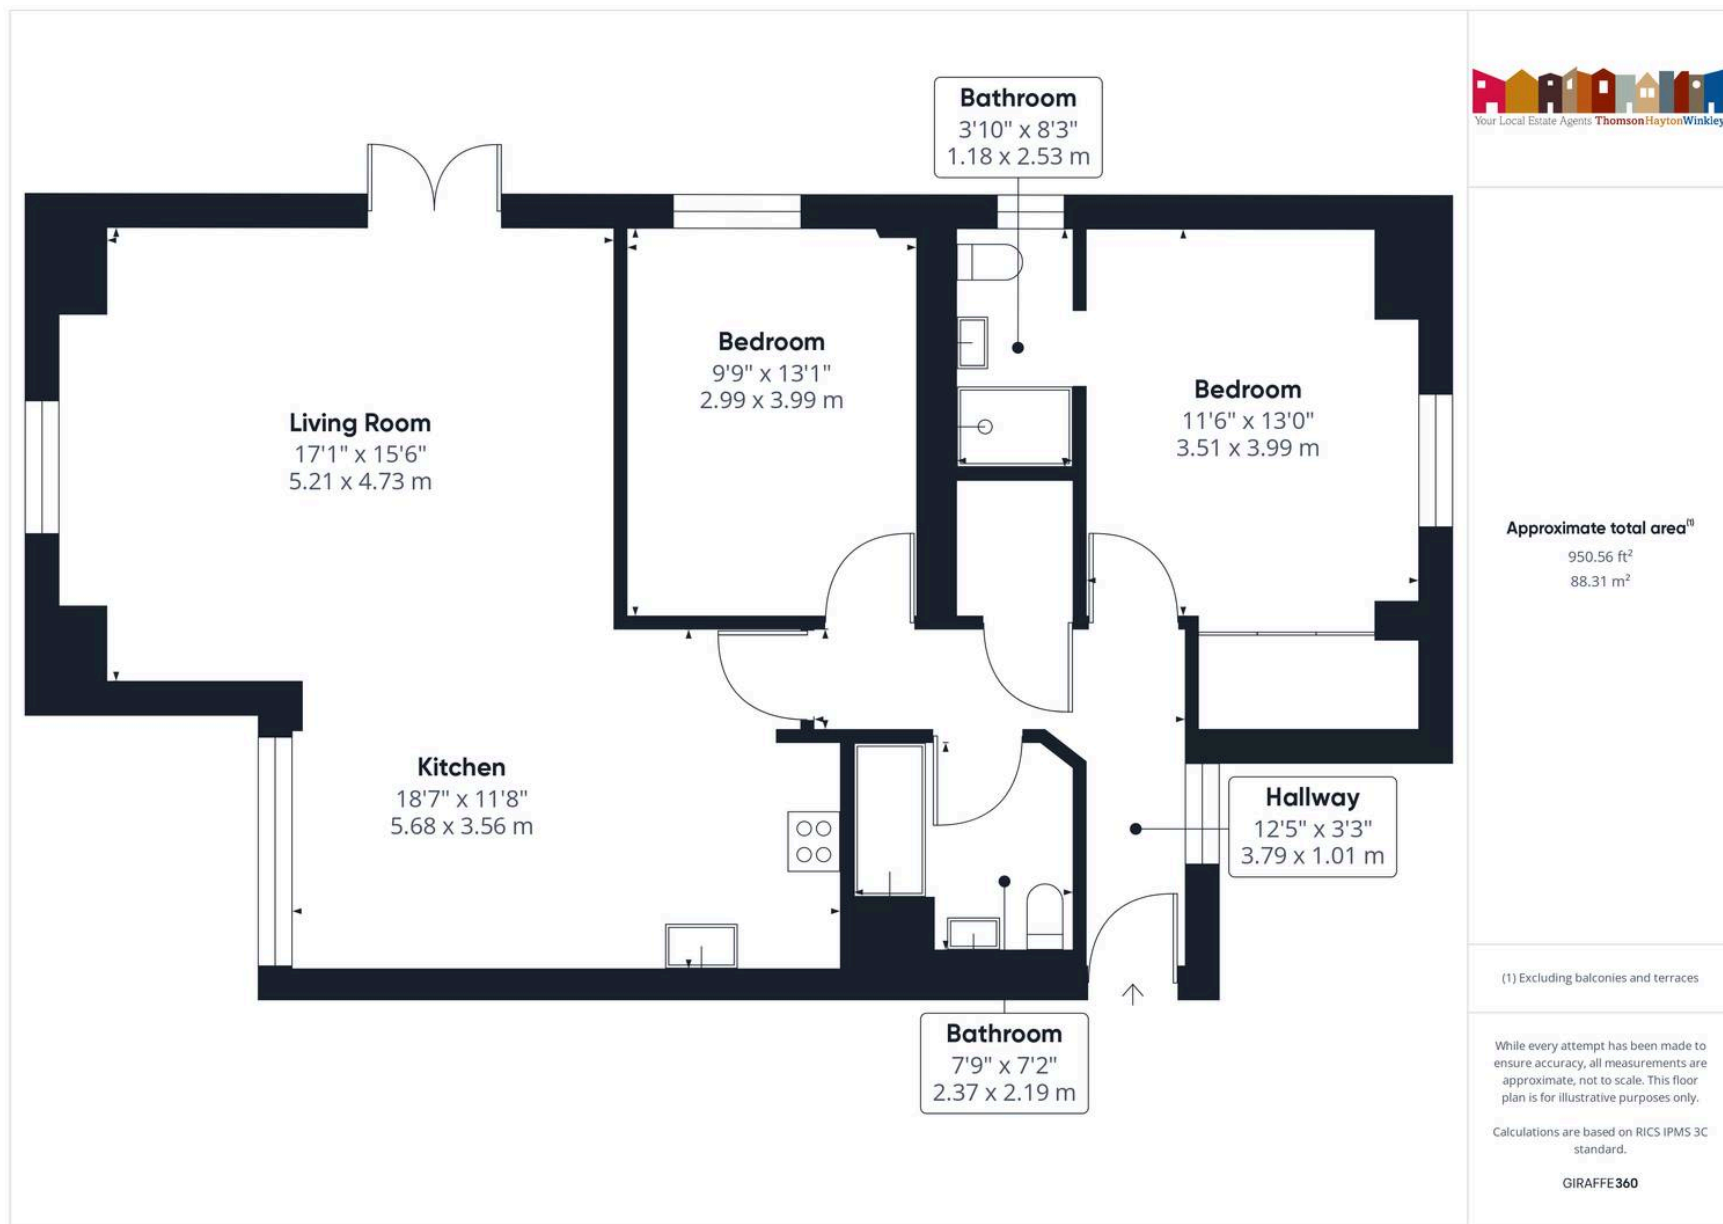 Bathroom
3'10" x 8'3"
1.18 x 2.53 m
Bedroom
9'9" x 13'1"
2.99 x 3.99 m
Living Room
17'1" x 15'6"
5.21 x 4.73 m
Bedroom
11'6" x 13'0"
3.51 x 3.99 m
Kitchen
18'7" x 11'8"
5.68 x 3.56 m
Hallway
12'5" x 3'3"
3.79 x 1.01 m
Bathroom
7'9" x 7'2"
2.37 x 2.19 m
Your Local Estate Agents ThomsonHaytonWinkley
Approximate total area(1)
950.56 ft²
88.31 m²
(1) Excluding balconies and terraces
While every attempt has been made to
ensure accuracy, all measurements are
approximate, not to scale. This floor
plan is for illustrative purposes only.
Calculations are based on RICS IPMS 3C
standard.
GIRAFFE360